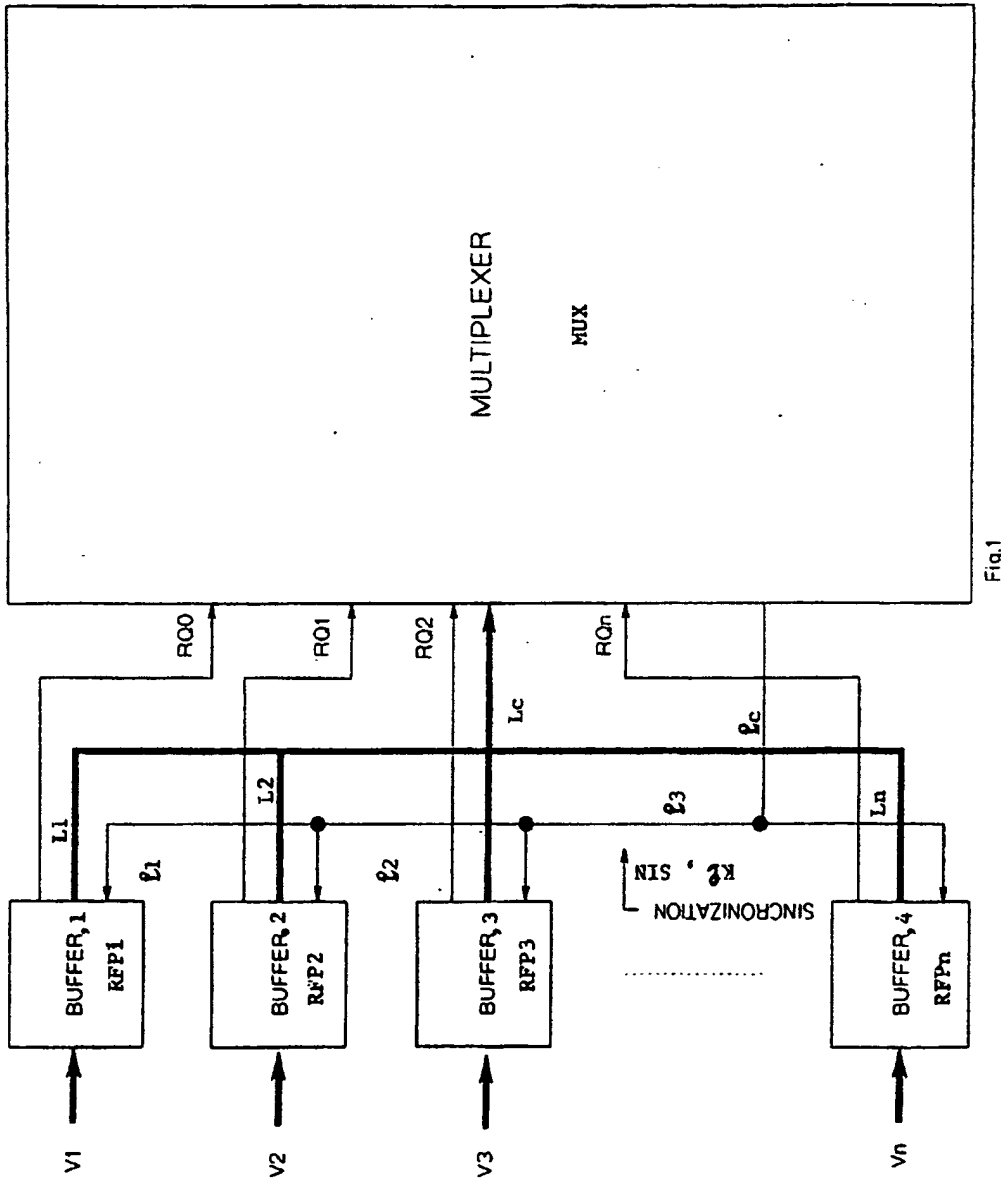 MULTIPLEXER
MUX
RQ0
RQ1
RQ2
RQn
Lc
ℓc
L1
L2
ℓ3
Ln
ℓ1
ℓ2
SINCRONIZATION
Kℓ, SIN
BUFFER,1
RFP1
BUFFER,2
RFP2
BUFFER,3
RFP3
BUFFER,4
RFPn
V1
V2
V3
Vn
Fig.1